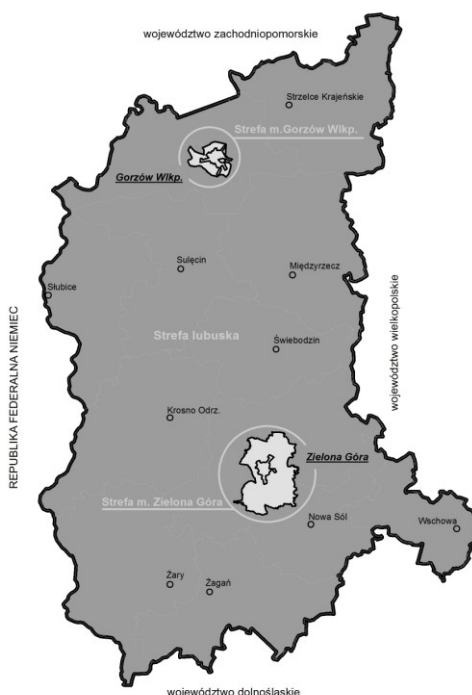 województwo zachodniopomorskie
Strzelce Krajeńskie
Strefa m.Gorzów Wlkp.
Gorzów Wlkp.
Sulęcin
Międzyrzecz
Słubice
REPUBLIKA FEDERALNA NIEMIEC
województwo wielkopolskie
Strefa lubuska
Świebodzin
Krosno Odrz.
Zielona Góra
Strefa m. Zielona Góra
Nowa Sól
Wschowa
Żary
Żagań
województwo dolnośląskie